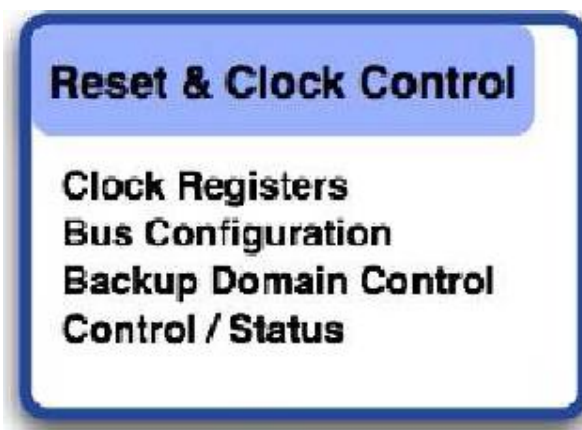 Reset & Clock Control
Clock Registers
Bus Configuration
Backup Domain Control
Control / Status